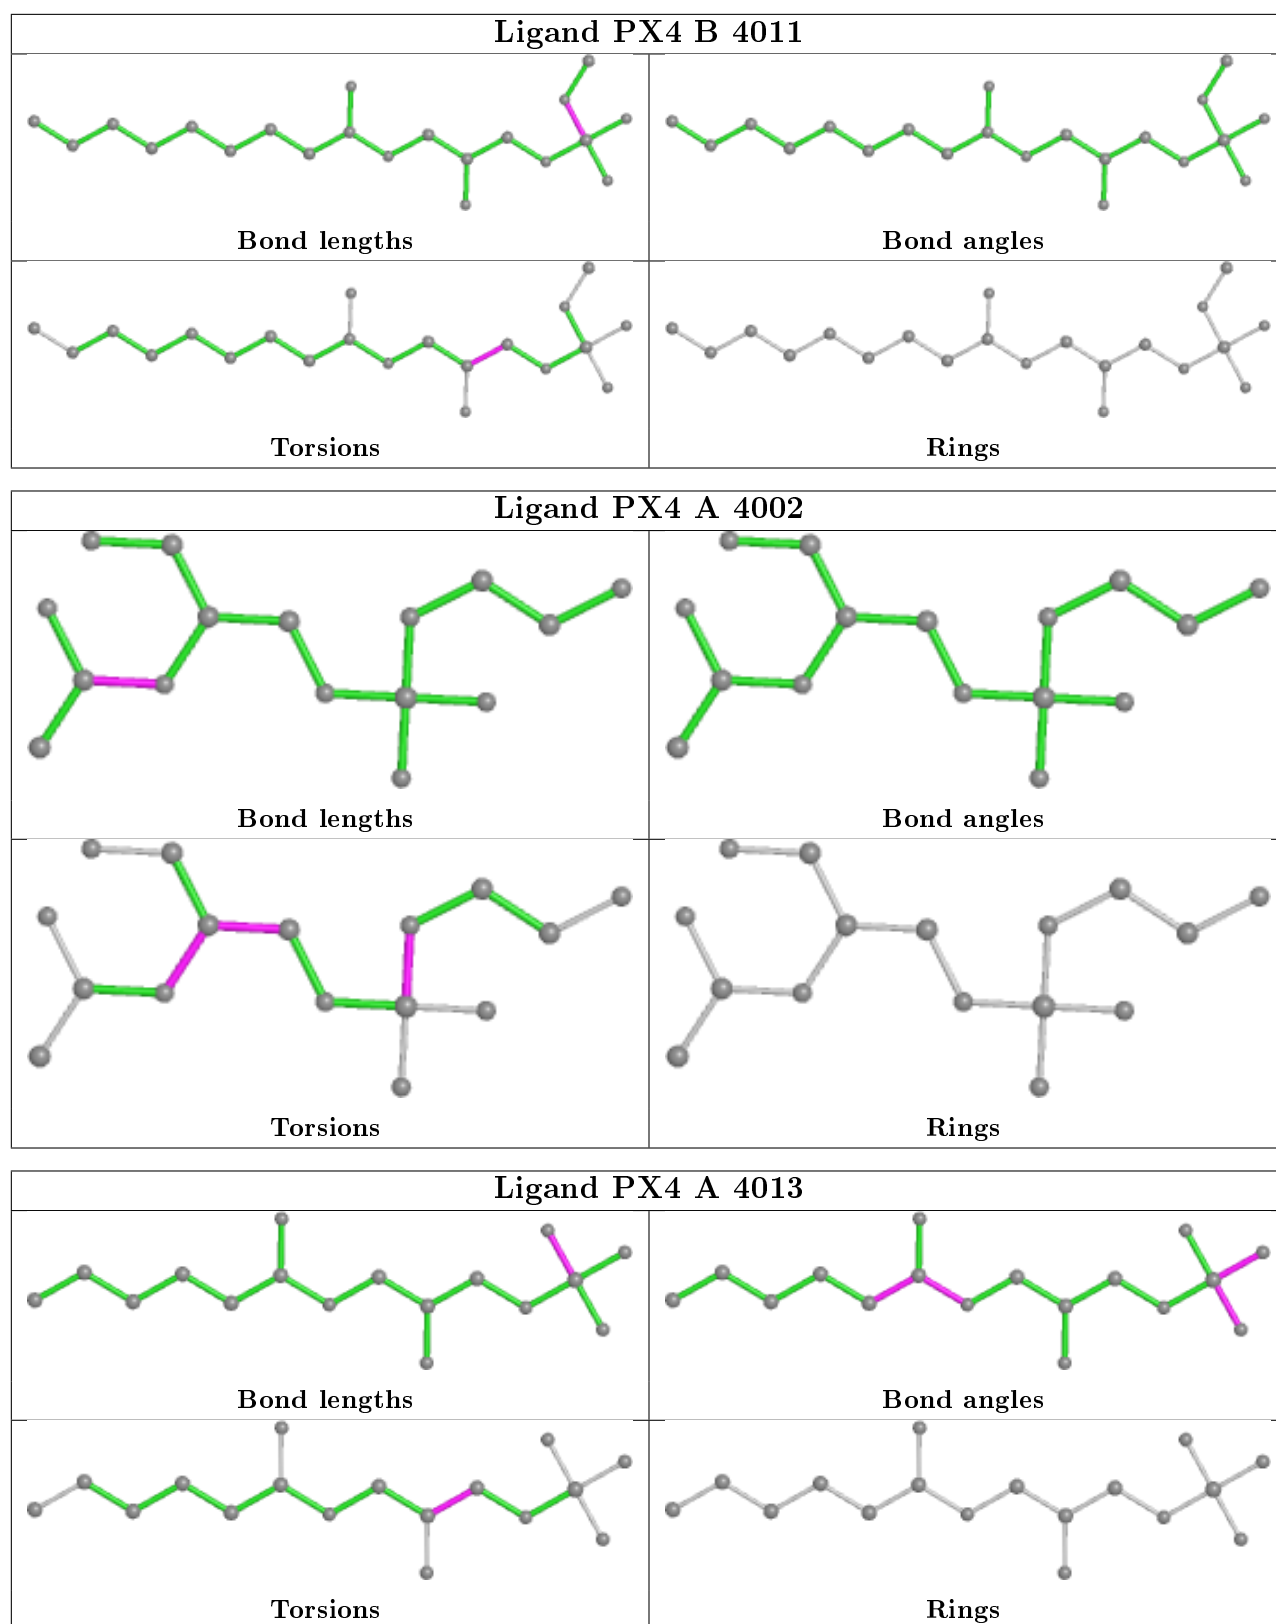 Ligand PX4 B 4011
Bond lengths
Bond angles
Torsions
Rings
Ligand PX4 A 4002
Bond lengths
Bond angles
Torsions
Rings
Ligand PX4 A 4013
Bond lengths
Bond angles
Torsions
Rings